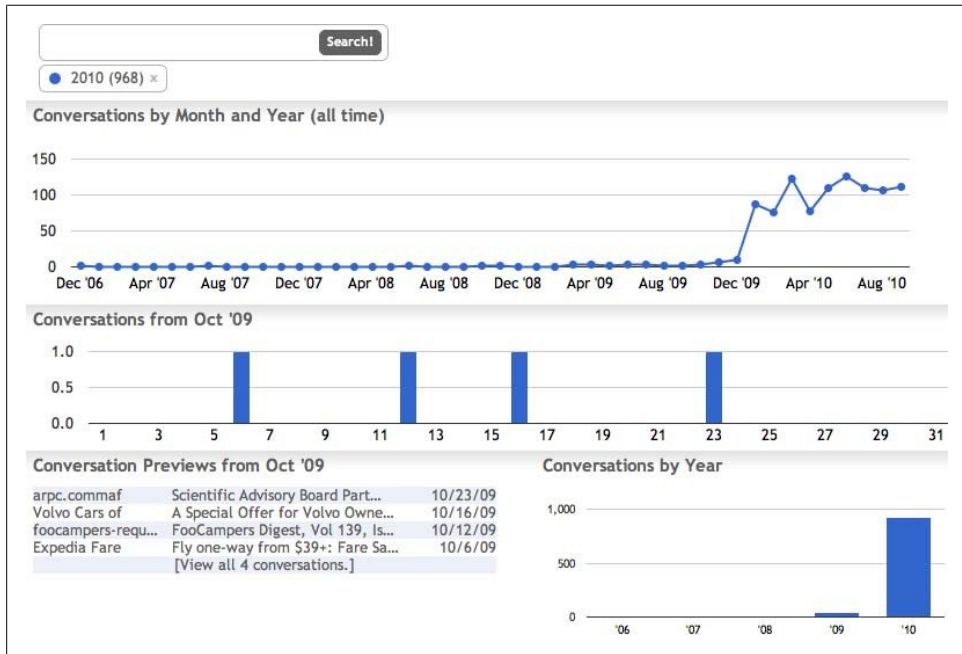 Search!
2010 (968) x
Conversations by Month and Year (all time)
150
100
50
0
Dec '06 Apr '07 Aug '07 Dec '07 Apr '08 Aug '08 Dec '08 Apr '09 Aug '09 Dec '09 Apr '10 Aug '10
Conversations from Oct '09
1.0
0.5
0.0
1 3 5 7 9 11 13 15 17 19 21 23 25 27 29 31
Conversation Previews from Oct '09
arpc.commaf Scientific Advisory Board Part... 10/23/09
Volvo Cars of A Special Offer for Volvo Owne... 10/16/09
foocampers-requ... FooCampers Digest, Vol 139, Is... 10/12/09
Expedia Fare Fly one-way from $39+: Fare Sa... 10/6/09
[View all 4 conversations.]
Conversations by Year
1,000
500
0
'06 '07 '08 '09 '10